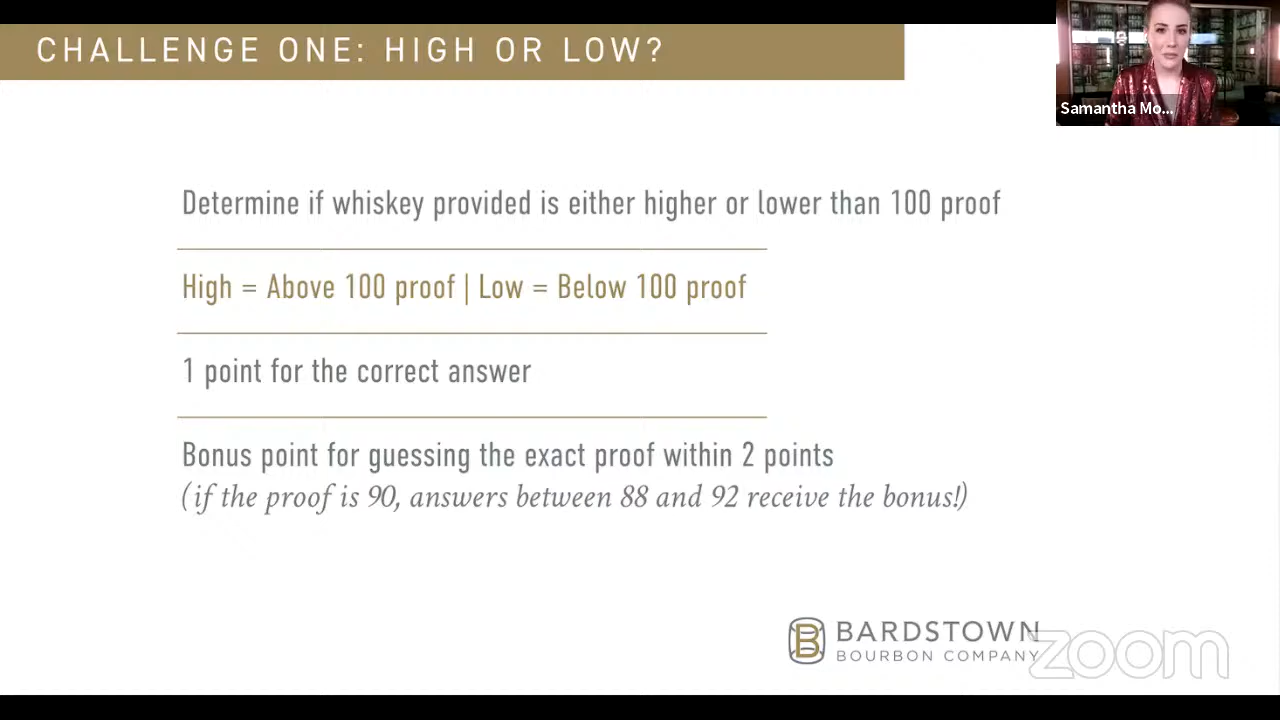 CHALLENGE ONE: HIGH OR LOW?
Samantha Mo...
Determine if whiskey provided is either higher or lower than 100 proof
High = Above 100 proof | Low = Below 100 proof
1 point for the correct answer
Bonus point for guessing the exact proof within 2 points
(if the proof is 90, answers between 88 and 92 receive the bonus!)
B
BARDSTOWN
BOURBON COMPANY
zoom